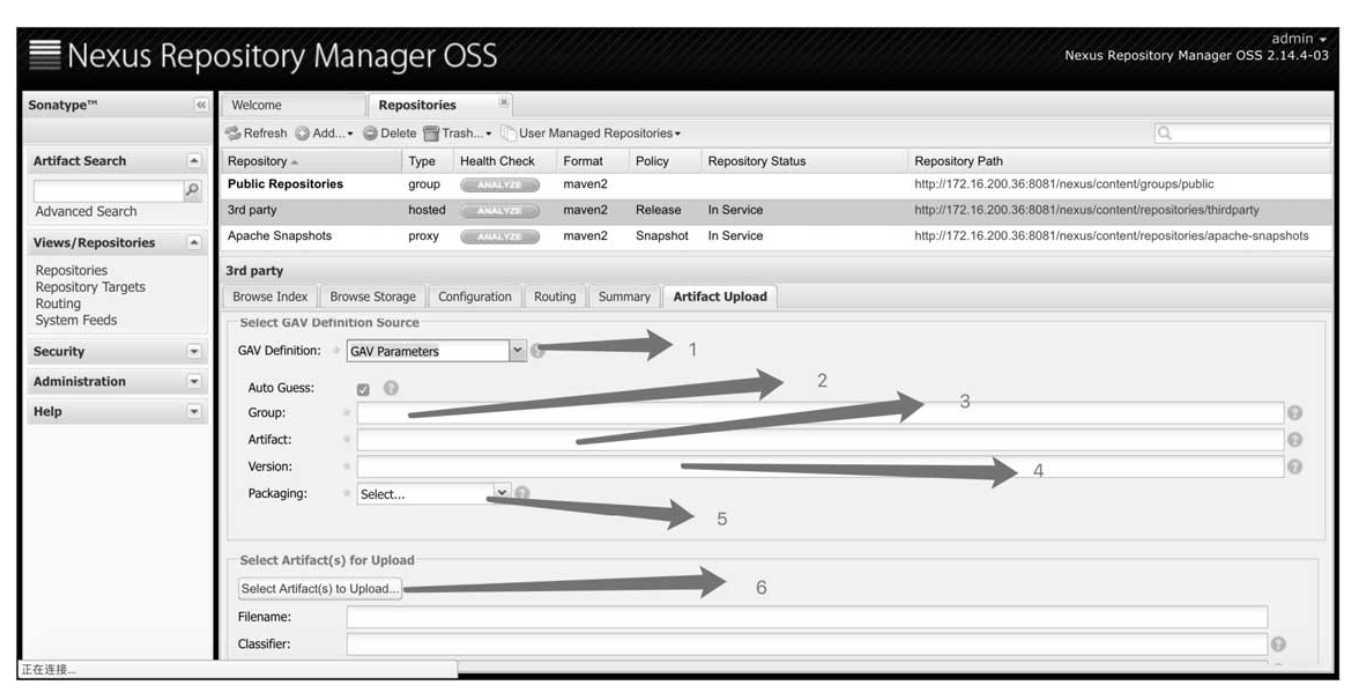 Nexus Repository Manager OSS
admin
Nexus Repository Manager OSS 2.14.4-03
Sonatype™
Welcome
Repositories
Refresh Add... Delete Trash... User Managed Repositories
Artifact Search
Advanced Search
Views/Repositories
Repositories
Repository Targets
Routing
System Feeds
Security
Administration
Help
Repository Type Health Check Format Policy Repository Status Repository Path
Public Repositories group ANALYZE maven2 http://172.16.200.36:8081/nexus/content/groups/public
3rd party hosted ANALYZE maven2 Release In Service http://172.16.200.36:8081/nexus/content/repositories/thirdparty
Apache Snapshots proxy ANALYZE maven2 Snapshot In Service http://172.16.200.36:8081/nexus/content/repositories/apache-snapshots
3rd party
Browse Index Browse Storage Configuration Routing Summary Artifact Upload
Select GAV Definition Source
GAV Definition: GAV Parameters 1
Auto Guess: 2
Group: 3
Artifact:
Version: 4
Packaging: Select...
5
Select Artifact(s) for Upload
Select Artifact(s) to Upload... 6
Filename:
Classifier:
正在连接...